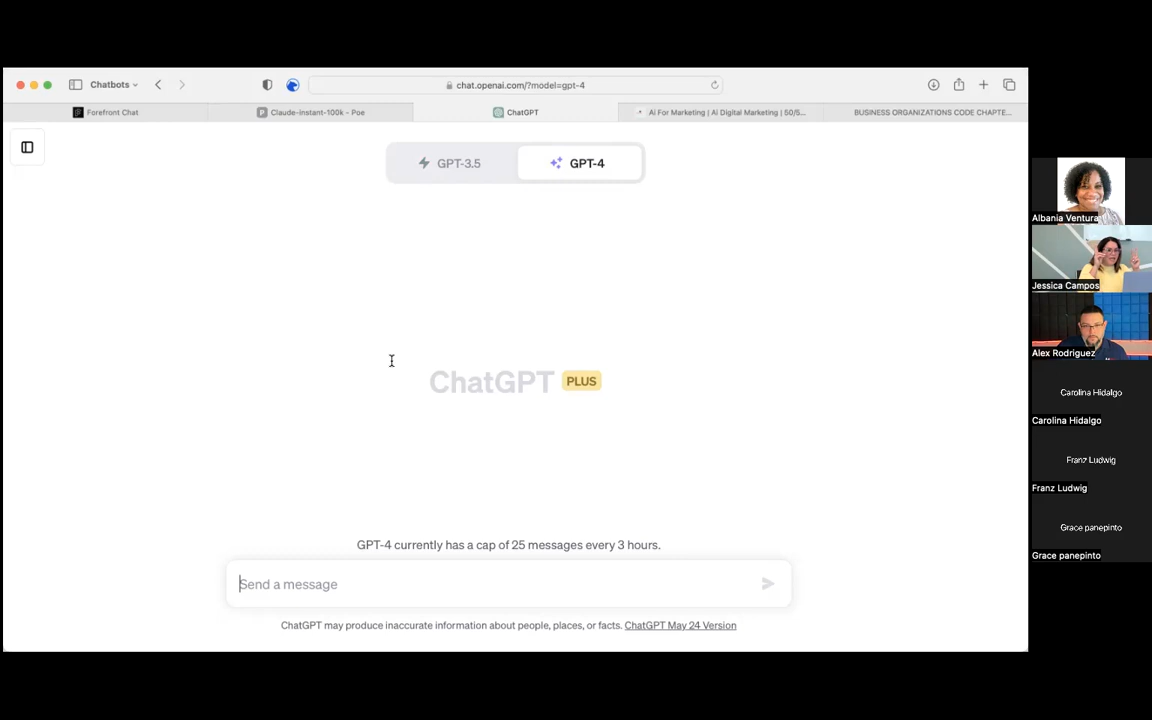 Chatbots
chat.openai.com/?model=gpt-4
Forefront Chat
Claude-instant-100k - Poe
ChatGPT
Ai For Marketing | Ai Digital Marketing | 50/5...
BUSINESS ORGANIZATIONS CODE CHAPTE...
GPT-3.5
GPT-4
ChatGPT PLUS
GPT-4 currently has a cap of 25 messages every 3 hours.
Send a message
ChatGPT may produce inaccurate information about people, places, or facts. ChatGPT May 24 Version
Albania Ventura
Jessica Campos
Alex Rodriguez
Carolina Hidalgo
Carolina Hidalgo
Franz Ludwig
Franz Ludwig
Grace panepinto
Grace panepinto